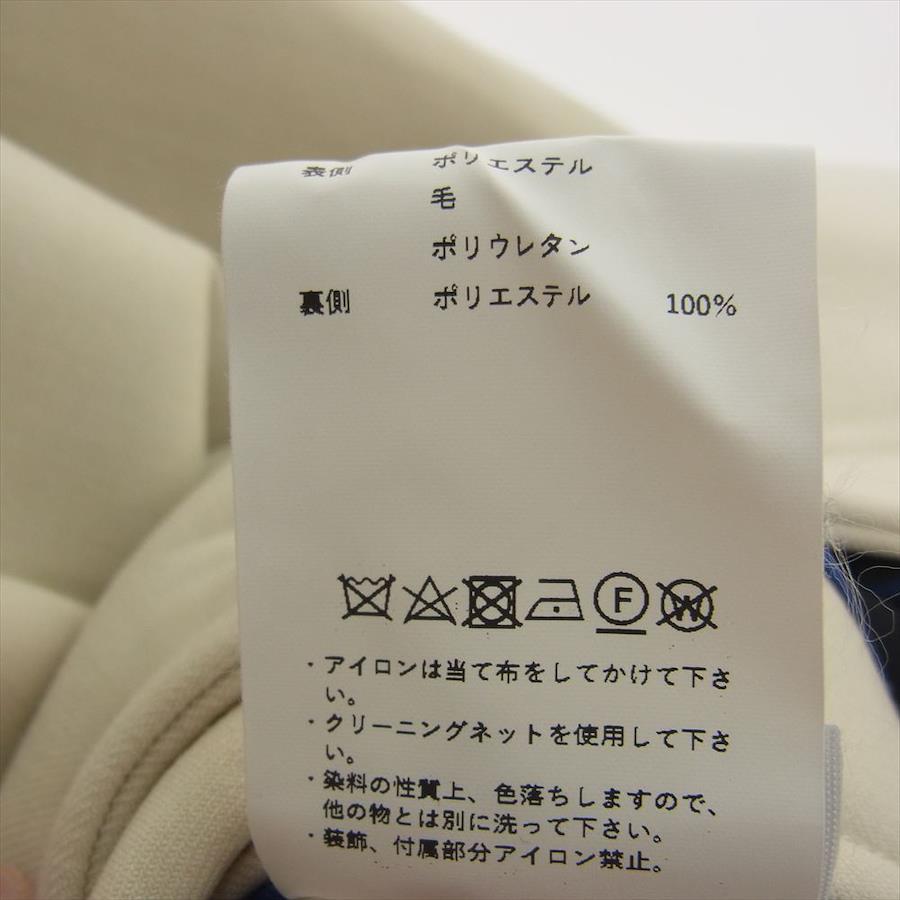 表側 ポリエステル
毛
ポリウレタン
裏側 ポリエステル 100%
F W
・アイロンは当て布をしてかけて下さ
い。
・クリーニングネットを使用して下さ
い。
・染料の性質上、色落ちしますので、
他の物とは別に洗って下さい。
・装飾、付属部分アイロン禁止。